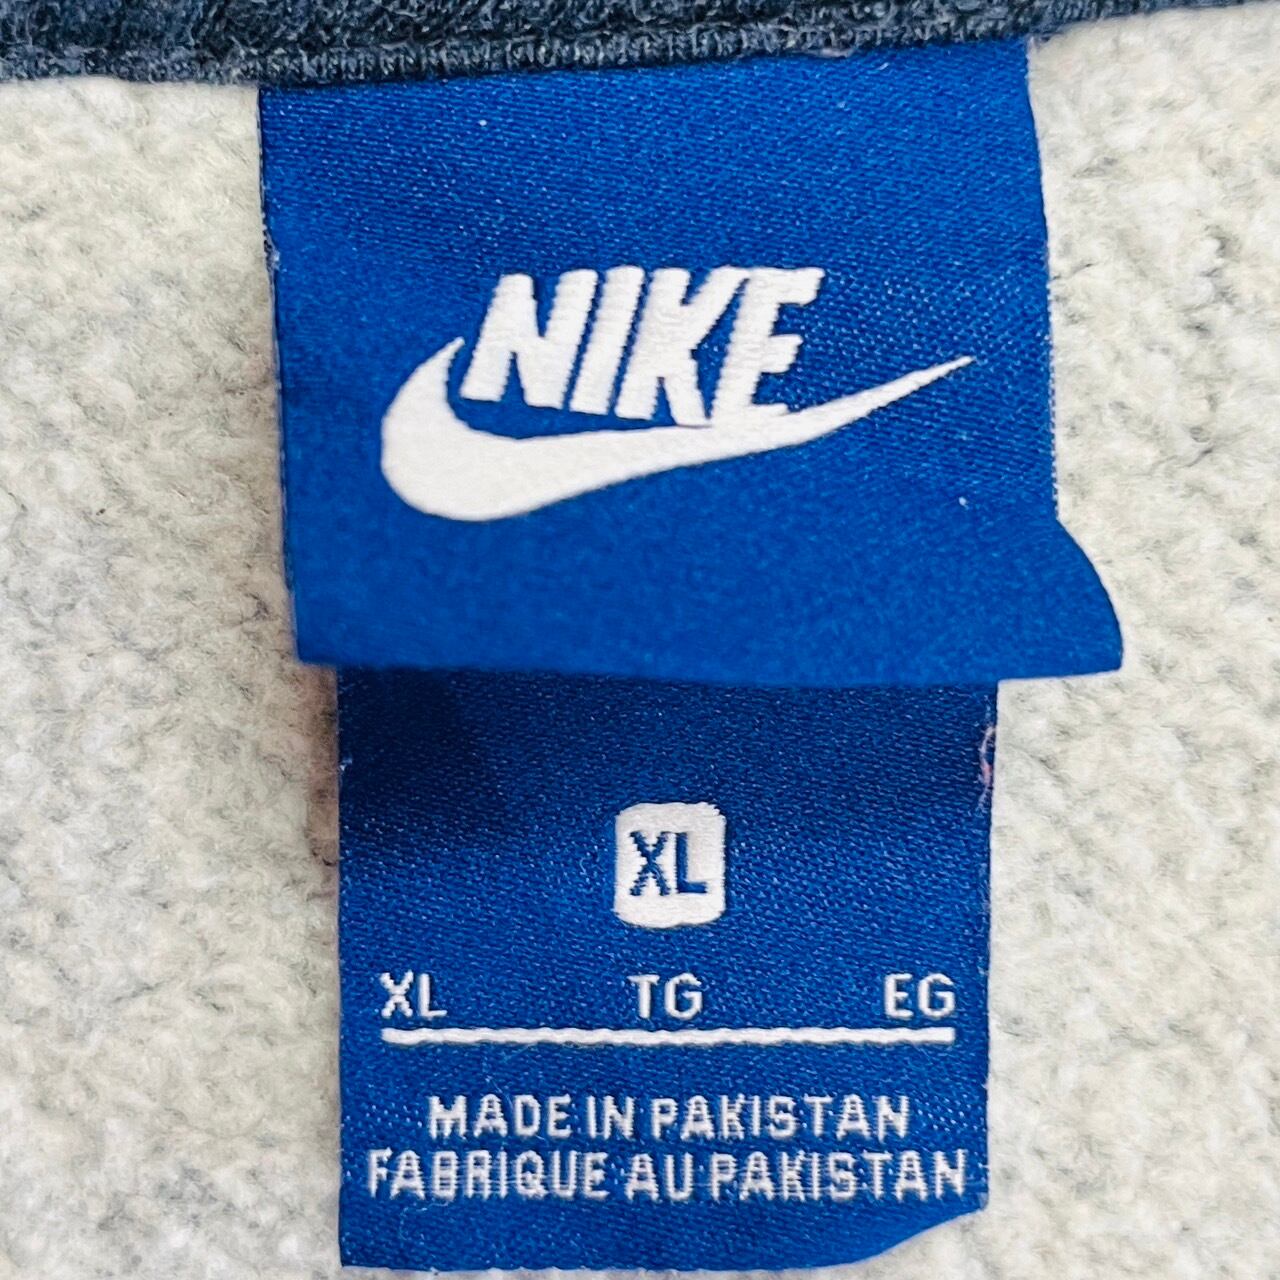 NIKE
XL
XL TG EG
MADE IN PAKISTAN
FABRIQUE AU PAKISTAN